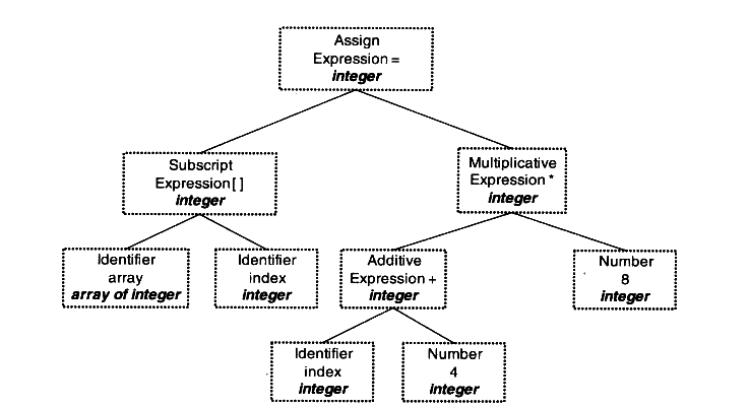 Assign
Expression =
integer
Subscript
Expression[ ]
integer
Multiplicative
Expression *
integer
Identifier
array
array of integer
Identifier
index
integer
Additive
Expression +
integer
Number
8
integer
Identifier
index
integer
Number
4
integer